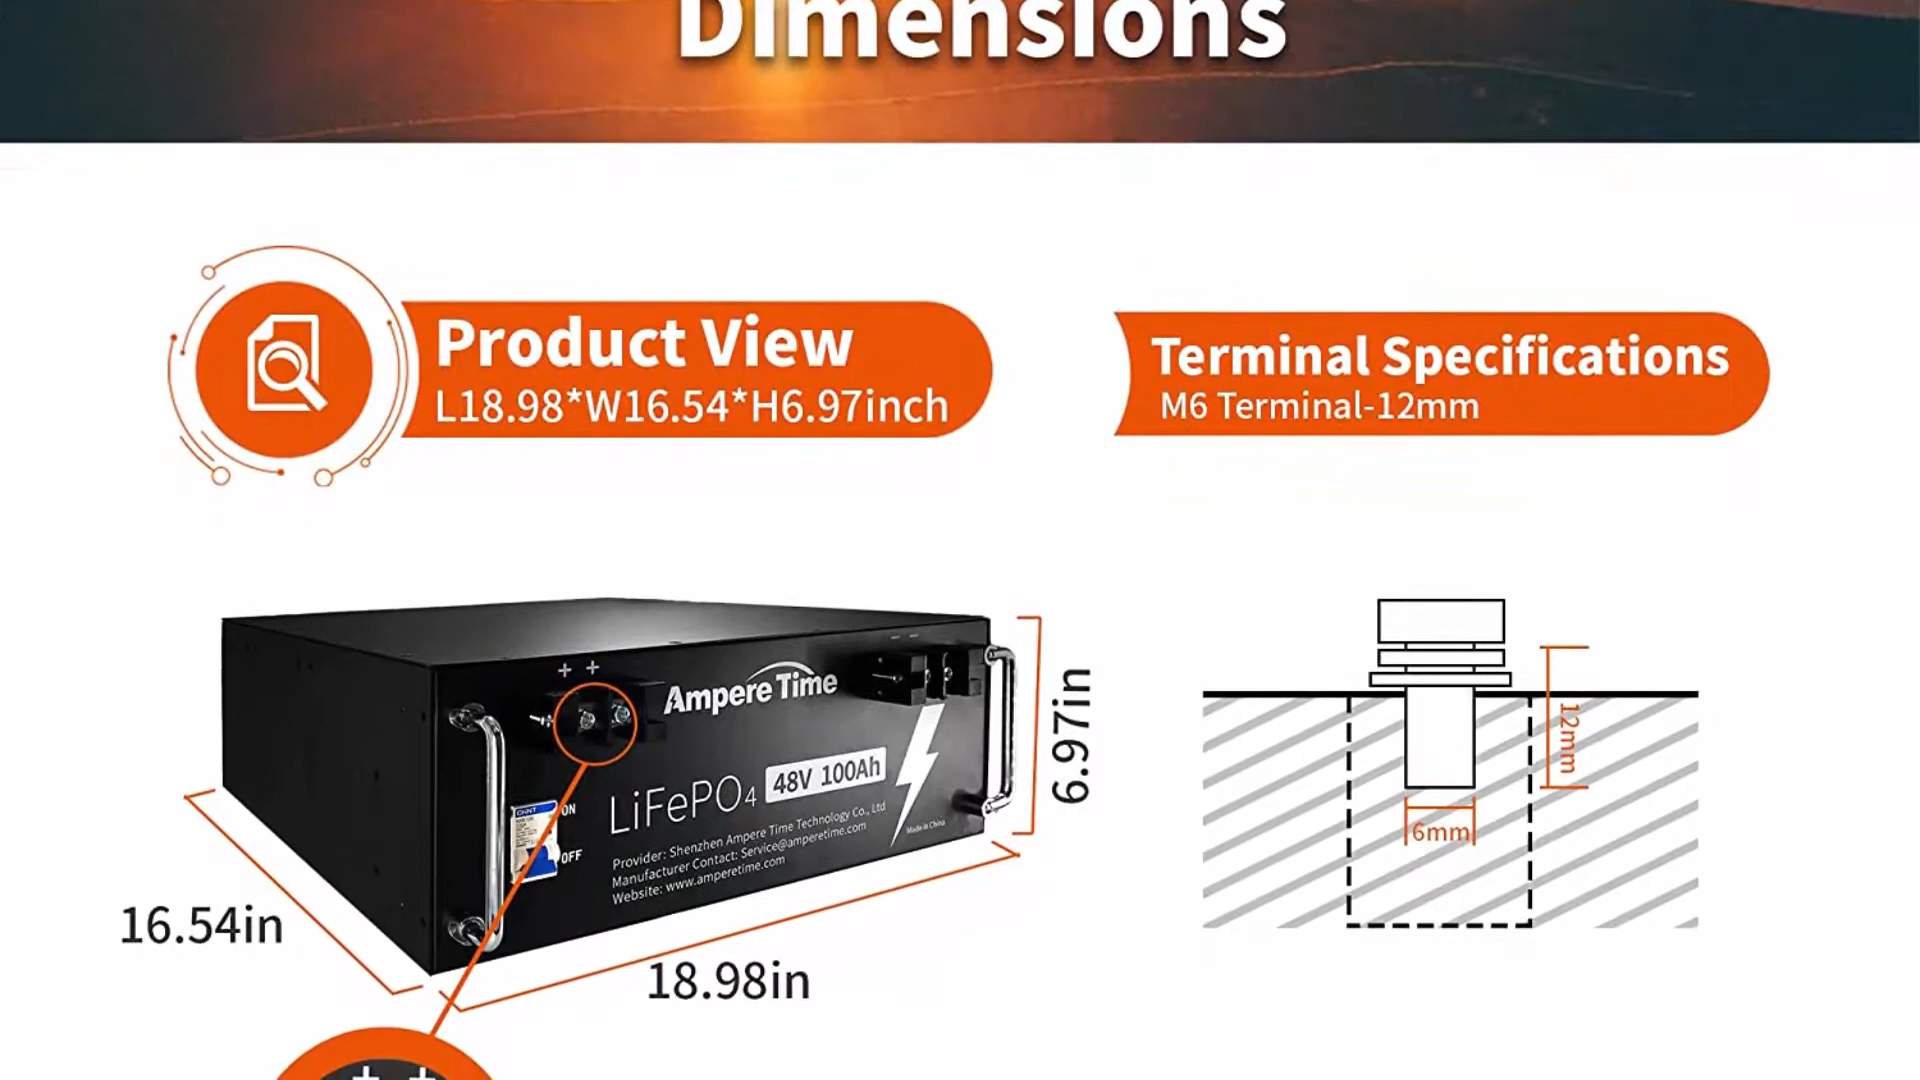 Dimensions
Product View
L18.98*W16.54*H6.97inch
Terminal Specifications
M6 Terminal-12mm
+ +
Ampere Time
LiFePO4 48V 100Ah
CHNT
ON
OFF
Provider: Shenzhen Ampere Time Technology Co., Ltd
Manufacturer Contact: Service@amperetime.com
Website: www.amperetime.com
Made in China
6.97in
16.54in
18.98in
12mm
6mm
+ +